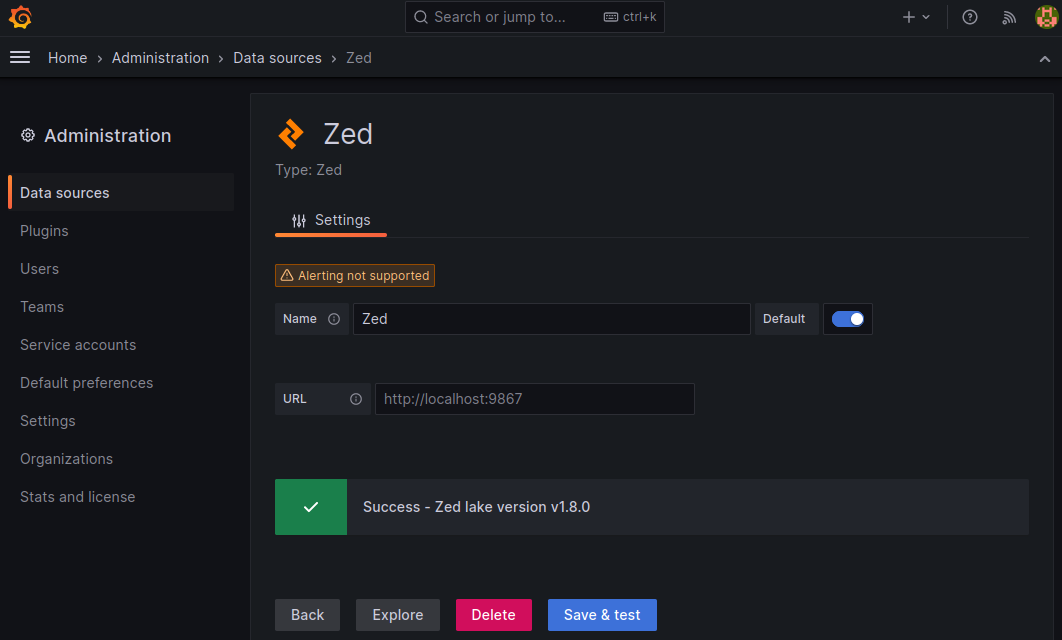 Search or jump to... ctrl+k
Home › Administration › Data sources › Zed
Administration
Data sources
Plugins
Users
Teams
Service accounts
Default preferences
Settings
Organizations
Stats and license
Zed
Type: Zed
Settings
Alerting not supported
Name Zed Default
URL http://localhost:9867
Success - Zed lake version v1.8.0
Back Explore Delete Save & test